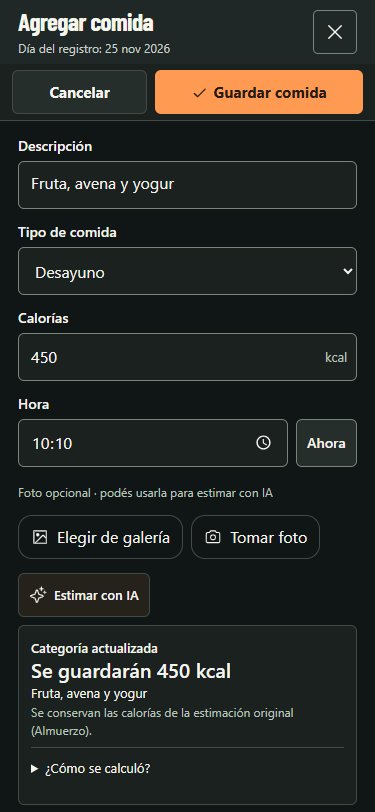 Agregar comida
Día del registro: 25 nov 2026
Cancelar
Guardar comida
Descripción
Fruta, avena y yogur
Tipo de comida
Desayuno
Calorías
450 kcal
Hora
10:10
Ahora
Foto opcional · podés usarla para estimar con IA
Elegir de galería
Tomar foto
Estimar con IA
Categoría actualizada
Se guardarán 450 kcal
Fruta, avena y yogur
Se conservan las calorías de la estimación original
(Almuerzo).
¿Cómo se calculó?